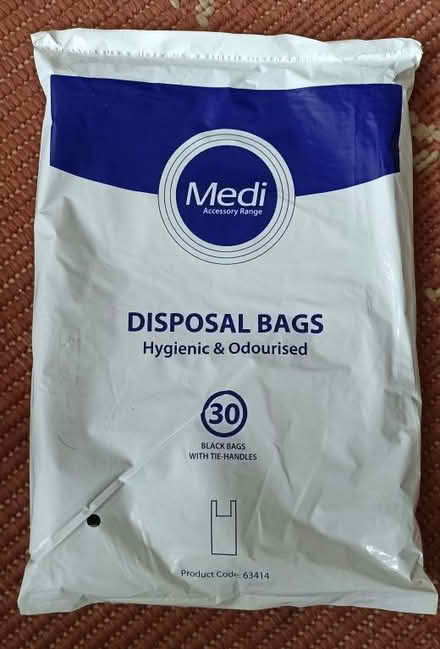 Medi
Accessory Range
DISPOSAL BAGS
Hygienic & Odourised
30
BLACK BAGS
WITH TIE-HANDLES
Product Code: 63414